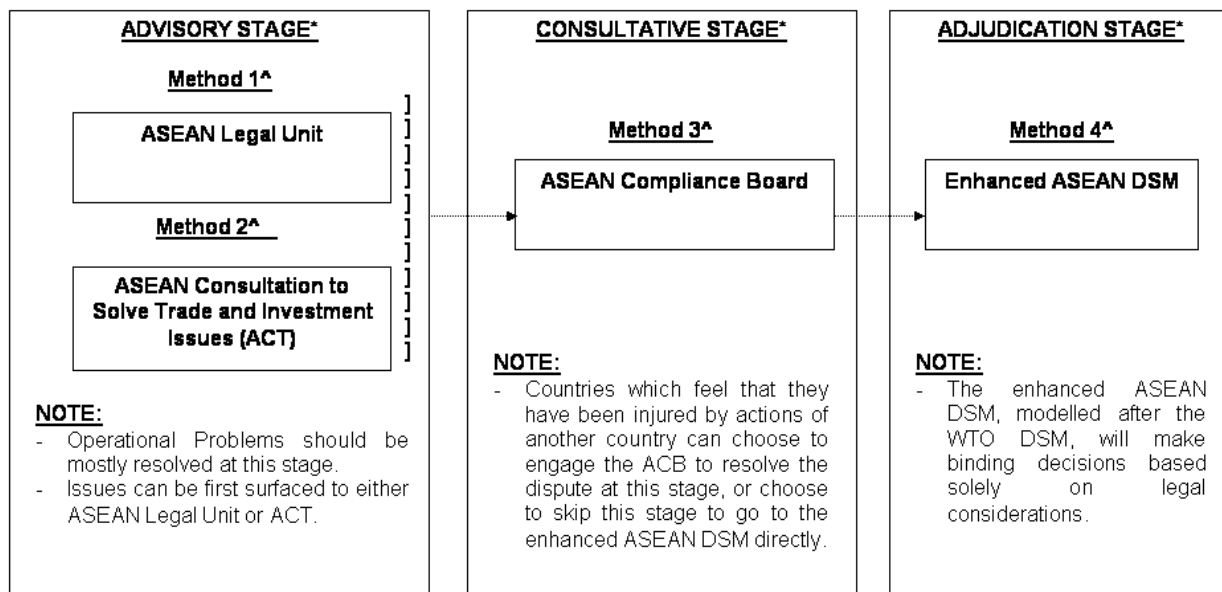 ADVISORY STAGE*
Method 1^
ASEAN Legal Unit
Method 2^
ASEAN Consultation to
Solve Trade and Investment
Issues (ACT)
NOTE:
- Operational Problems should be
mostly resolved at this stage.
- Issues can be first surfaced to either
ASEAN Legal Unit or ACT.
CONSULTATIVE STAGE*
Method 3^
ASEAN Compliance Board
NOTE:
- Countries which feel that they
have been injured by actions of
another country can choose to
engage the ACB to resolve the
dispute at this stage, or choose
to skip this stage to go to the
enhanced ASEAN DSM directly.
ADJUDICATION STAGE*
Method 4^
Enhanced ASEAN DSM
NOTE:
- The enhanced ASEAN
DSM, modelled after the
WTO DSM, will make
binding decisions based
solely on legal
considerations.